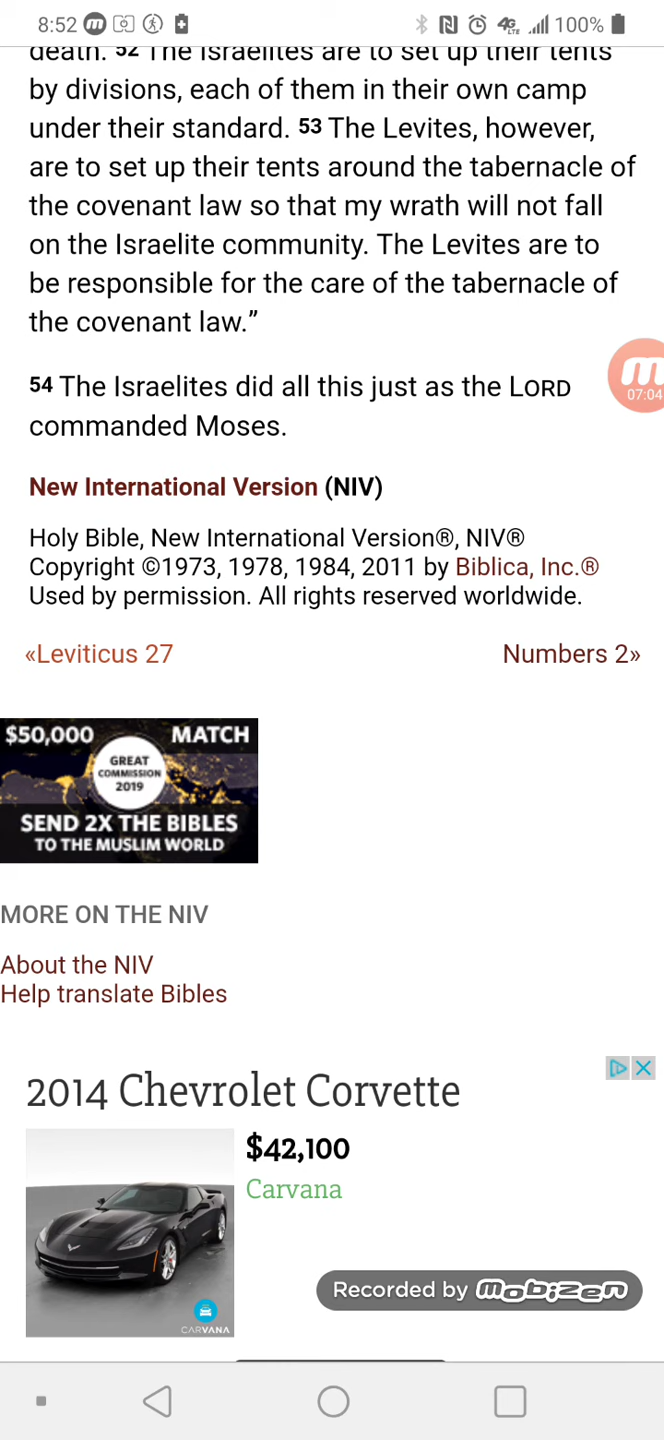 8:52 4G LTE 100%
death. 52 The Israelites are to set up their tents
by divisions, each of them in their own camp
under their standard. 53 The Levites, however,
are to set up their tents around the tabernacle of
the covenant law so that my wrath will not fall
on the Israelite community. The Levites are to
be responsible for the care of the tabernacle of
the covenant law.”
54 The Israelites did all this just as the LORD
commanded Moses.
07:04
New International Version (NIV)
Holy Bible, New International Version®, NIV®
Copyright ©1973, 1978, 1984, 2011 by Biblica, Inc.®
Used by permission. All rights reserved worldwide.
«Leviticus 27 Numbers 2»
$50,000 MATCH
GREAT
COMMISSION
2019
SEND 2X THE BIBLES
TO THE MUSLIM WORLD
MORE ON THE NIV
About the NIV
Help translate Bibles
2014 Chevrolet Corvette
$42,100
Carvana
Recorded by mobizen
CARVANA